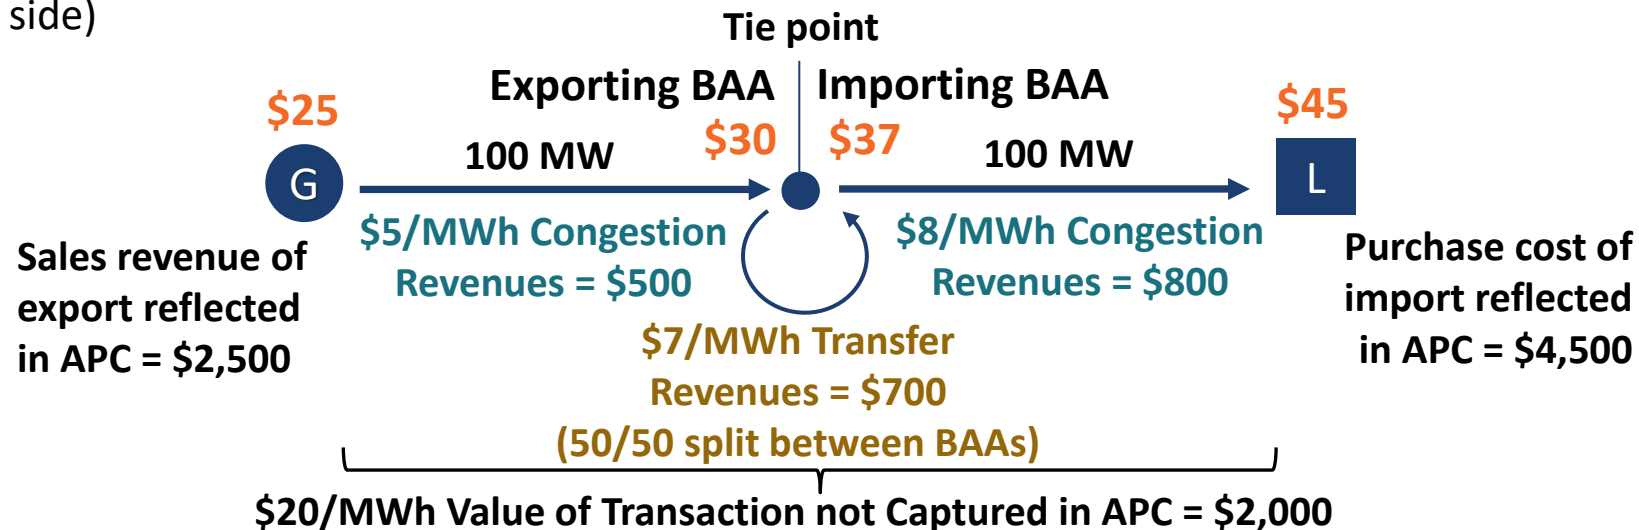 side)
Tie point
Exporting BAA
Importing BAA
$25
$30
$37
$45
100 MW
100 MW
G
L
$5/MWh Congestion
Revenues = $500
$8/MWh Congestion
Revenues = $800
Sales revenue of
export reflected
in APC = $2,500
Purchase cost of
import reflected
in APC = $4,500
$7/MWh Transfer
Revenues = $700
(50/50 split between BAAs)
$20/MWh Value of Transaction not Captured in APC = $2,000